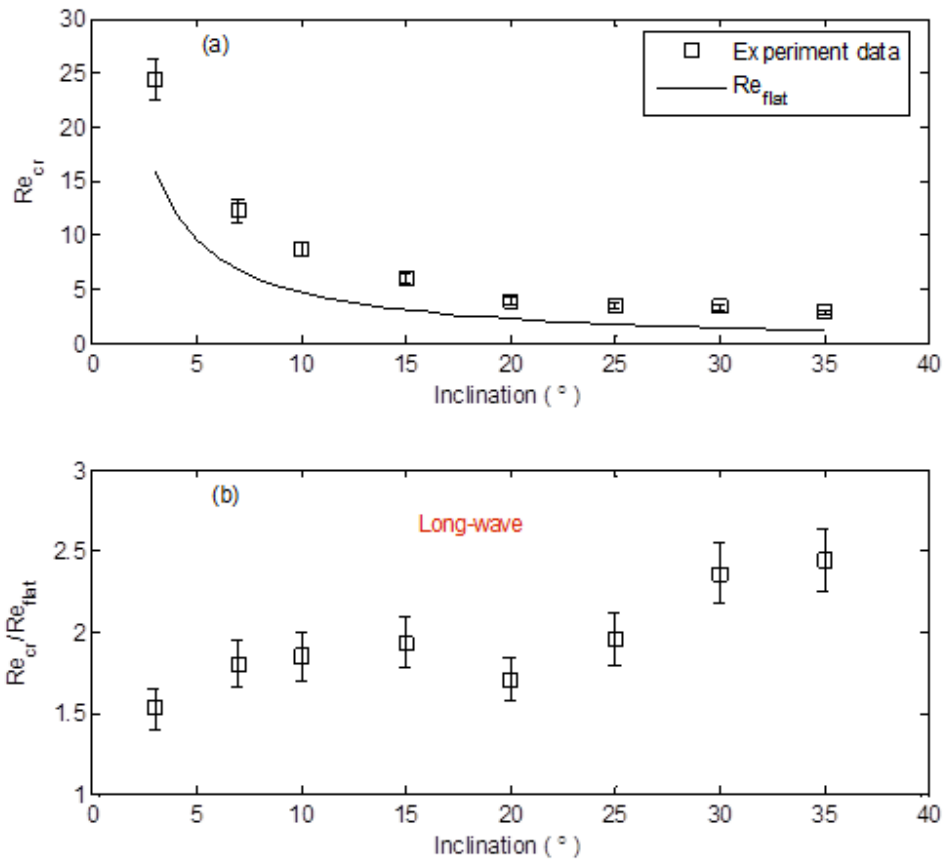 (a)
Experiment data
Re_flat
30
25
20
15
10
5
0
Re_cr
0 5 10 15 20 25 30 35 40
Inclination ( ° )
(b)
Long-wave
3
2.5
2
1.5
1
Re_cr/Re_flat
0 5 10 15 20 25 30 35 40
Inclination ( ° )